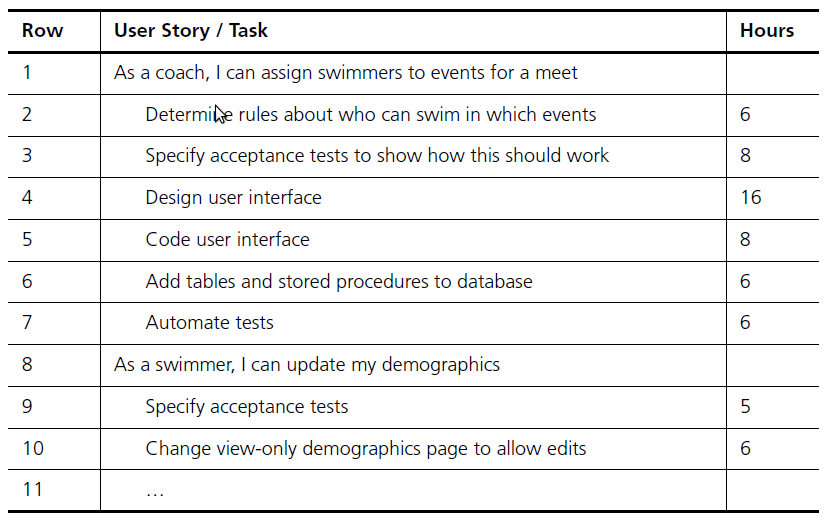 Row User Story / Task Hours
1 As a coach, I can assign swimmers to events for a meet
2 Determine rules about who can swim in which events 6
3 Specify acceptance tests to show how this should work 8
4 Design user interface 16
5 Code user interface 8
6 Add tables and stored procedures to database 6
7 Automate tests 6
8 As a swimmer, I can update my demographics
9 Specify acceptance tests 5
10 Change view-only demographics page to allow edits 6
11 …